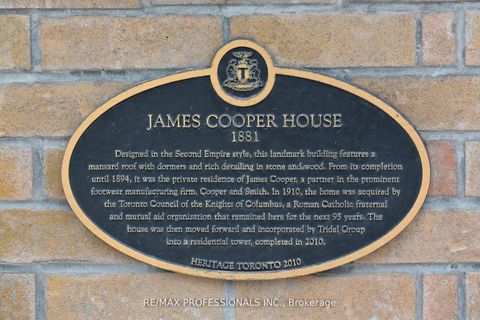 JAMES COOPER HOUSE
1881
Designed in the Second Empire style, this landmark building features a
mansard roof with dormers and rich detailing in stone and wood. From its completion
until 1894, it was the private residence of James Cooper, a partner in the prominent
footwear manufacturing firm, Cooper and Smith. In 1910, the home was acquired by
the Toronto Council of the Knights of Columbus, a Roman Catholic fraternal
and mutual aid organization that remained here for the next 95 years. The
house was then moved forward and incorporated by Tridel Group
into a residential tower, completed in 2010.
HERITAGE TORONTO 2010
RE/MAX PROFESSIONALS INC., Brokerage